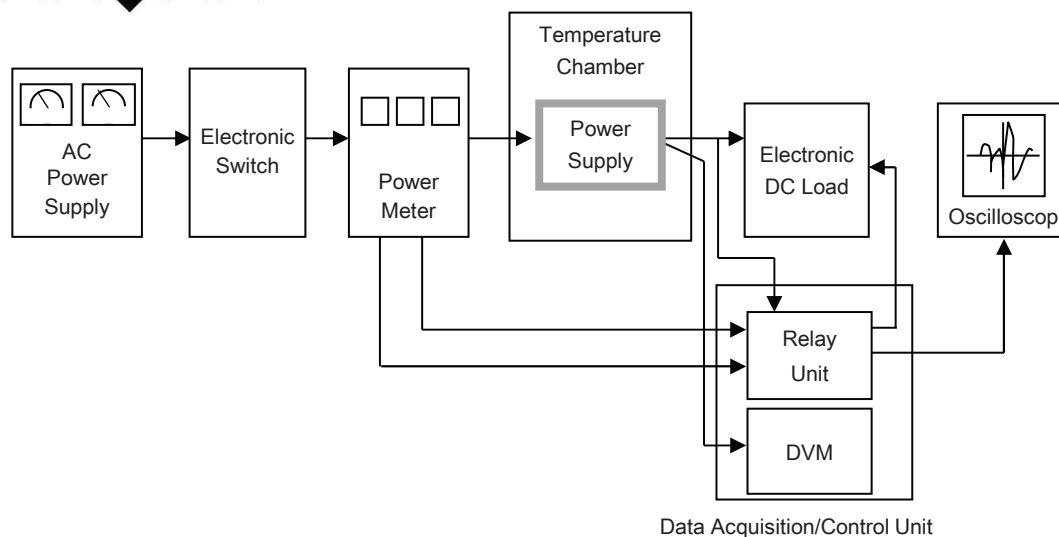 Temperature
Chamber
AC
Power
Supply
Electronic
Switch
Power
Meter
Power
Supply
Electronic
DC Load
Oscilloscop
Relay
Unit
DVM
Data Acquisition/Control Unit